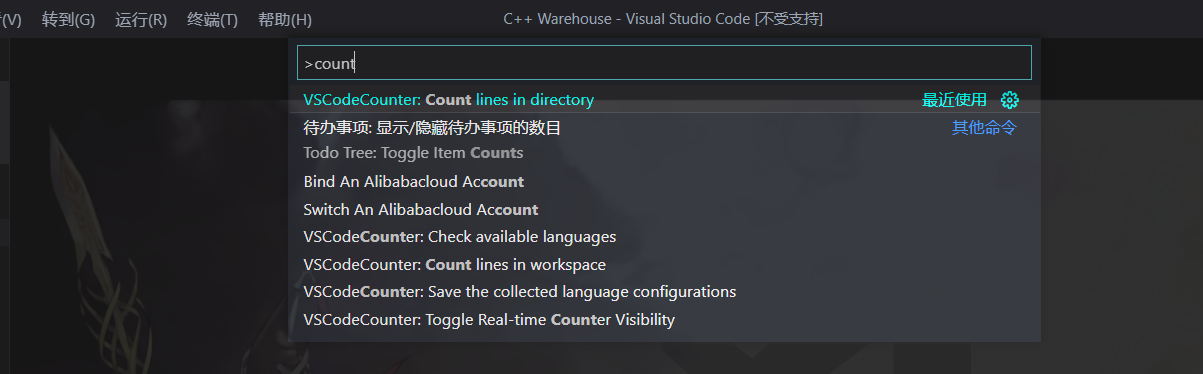 (V) 转到(G) 运行(R) 终端(T) 帮助(H) C++ Warehouse - Visual Studio Code [不受支持]
>count
VSCodeCounter: Count lines in directory 最近使用
待办事项: 显示/隐藏待办事项的数目 其他命令
Todo Tree: Toggle Item Counts
Bind An Alibabacloud Account
Switch An Alibabacloud Account
VSCodeCounter: Check available languages
VSCodeCounter: Count lines in workspace
VSCodeCounter: Save the collected language configurations
VSCodeCounter: Toggle Real-time Counter Visibility